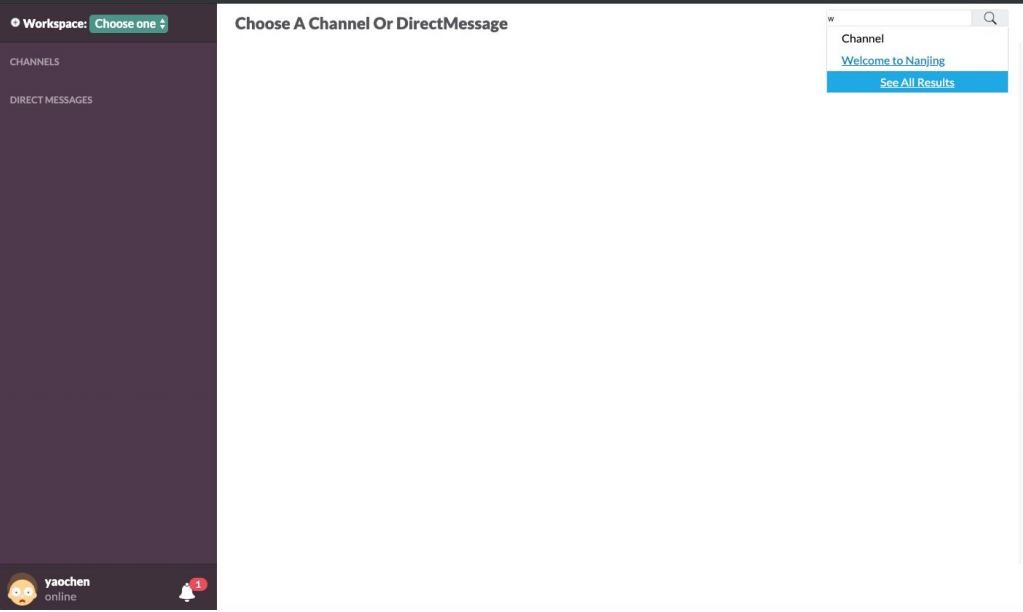 Workspace: Choose one
CHANNELS
DIRECT MESSAGES
yaochen
online
1
Choose A Channel Or DirectMessage
w
Channel
Welcome to Nanjing
See All Results